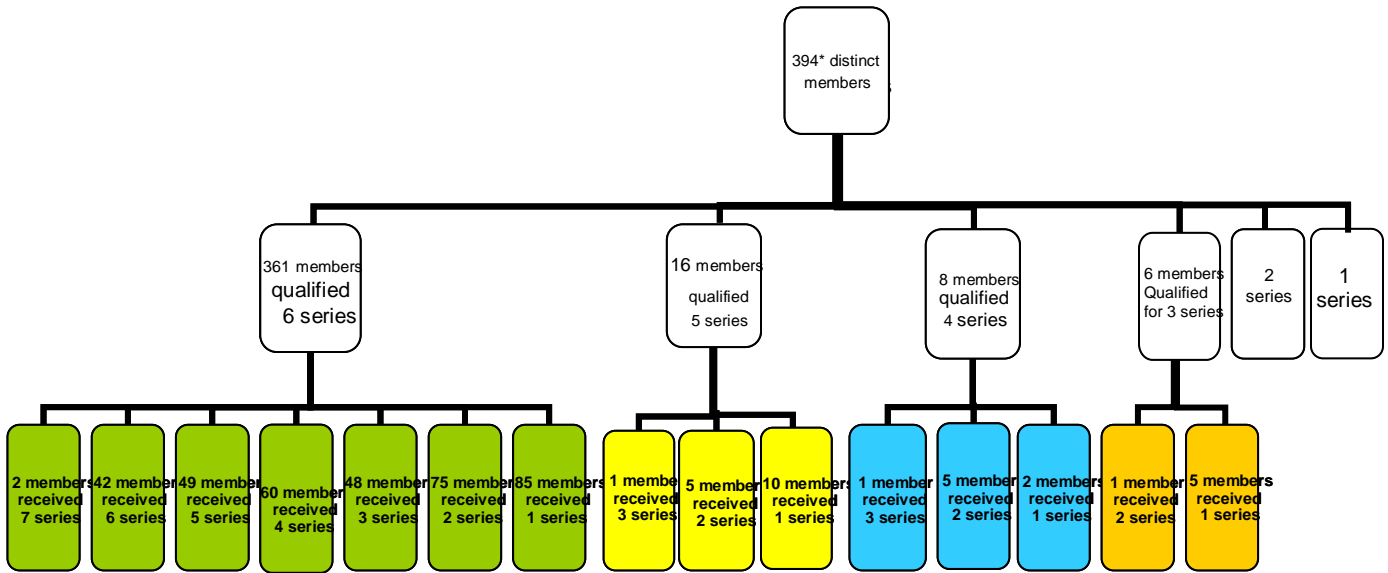 394* distinct
members
361 members
qualified
6 series
16 members
qualified
5 series
8 members
qualified
4 series
6 members
Qualified
for 3 series
2
series
1
series
2 members
received
7 series
42 member
received
6 series
49 member
received
5 series
60 member
received
4 series
48 member
received
3 series
75 member
received
2 series
85 members
received
1 series
1 membe
received
3 series
5 member
received
2 series
10 members
received
1 series
1 member
received
3 series
5 members
received
2 series
2 members
received
1 series
1 member
received
2 series
5 members
received
1 series